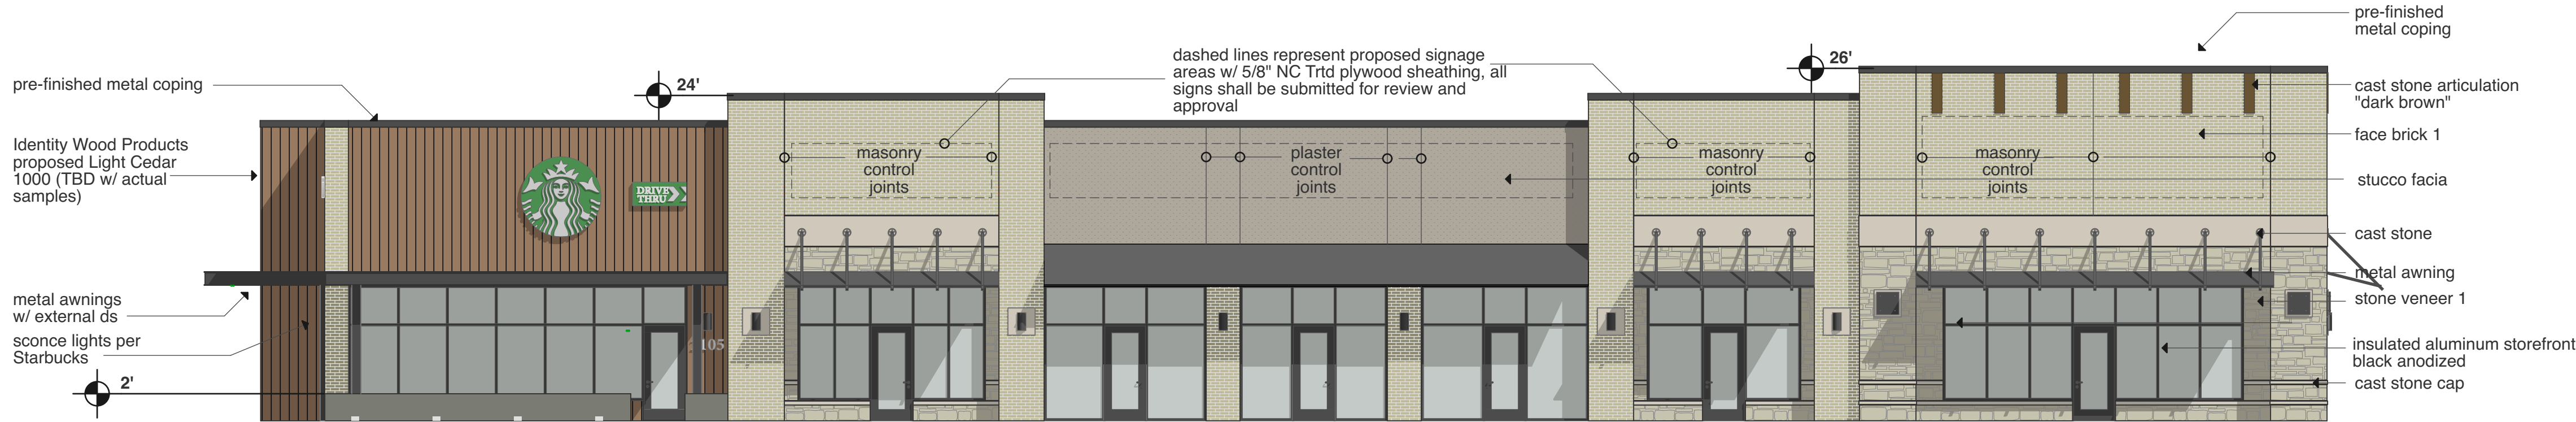 pre-finished metal coping
Identity Wood Products
proposed Light Cedar
1000 (TBD w/ actual
samples)
metal awnings
w/ external ds
sconce lights per
Starbucks
2'
24'
DRIVE
THRU
105
masonry
control
joints
dashed lines represent proposed signage
areas w/ 5/8" NC Trtd plywood sheathing, all
signs shall be submitted for review and
approval
plaster
control
joints
masonry
control
joints
26'
masonry
control
joints
pre-finished
metal coping
cast stone articulation
"dark brown"
face brick 1
stucco facia
cast stone
metal awning
stone veneer 1
insulated aluminum storefront
black anodized
cast stone cap